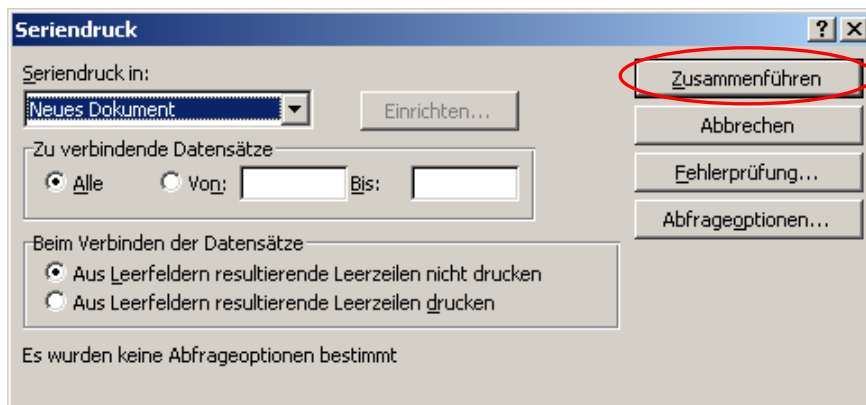 Seriendruck
Seriendruck in:
Neues Dokument
Einrichten...
Zusammenführen
Abbrechen
Fehlerprüfung...
Abfrageoptionen...
Zu verbindende Datensätze
Alle Von: Bis:
Beim Verbinden der Datensätze
Aus Leerfeldern resultierende Leerzeilen nicht drucken
Aus Leerfeldern resultierende Leerzeilen drucken
Es wurden keine Abfrageoptionen bestimmt